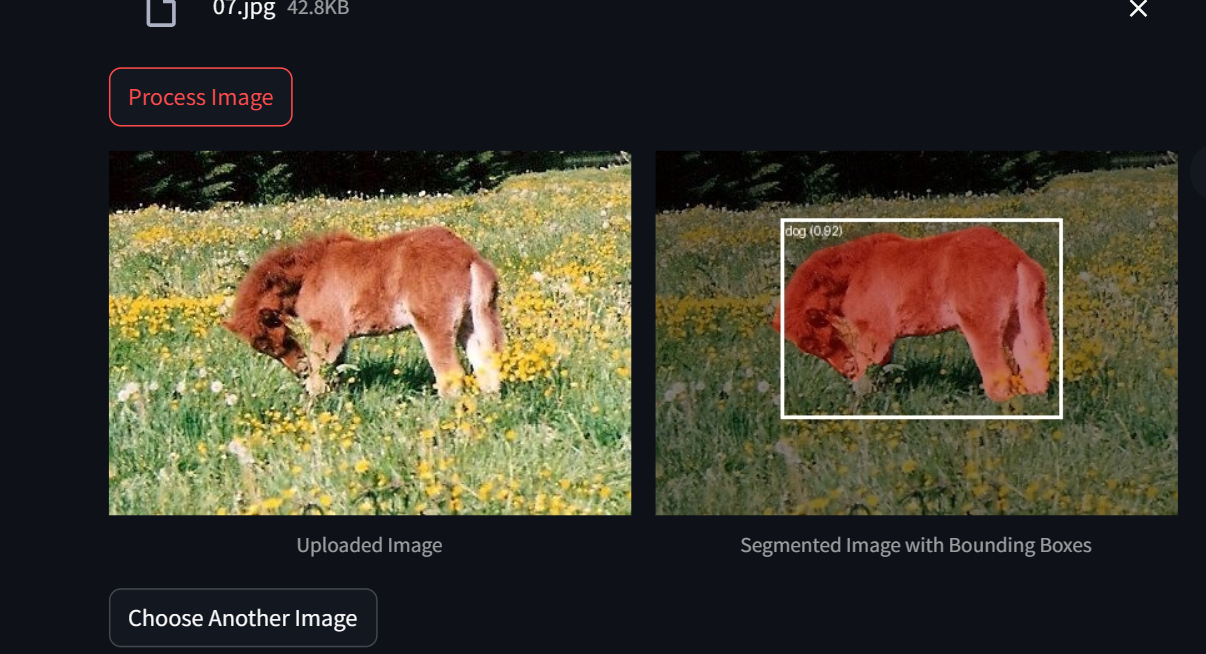 07.jpg 42.8KB
Process Image
dog (0.92)
Uploaded Image
Segmented Image with Bounding Boxes
Choose Another Image